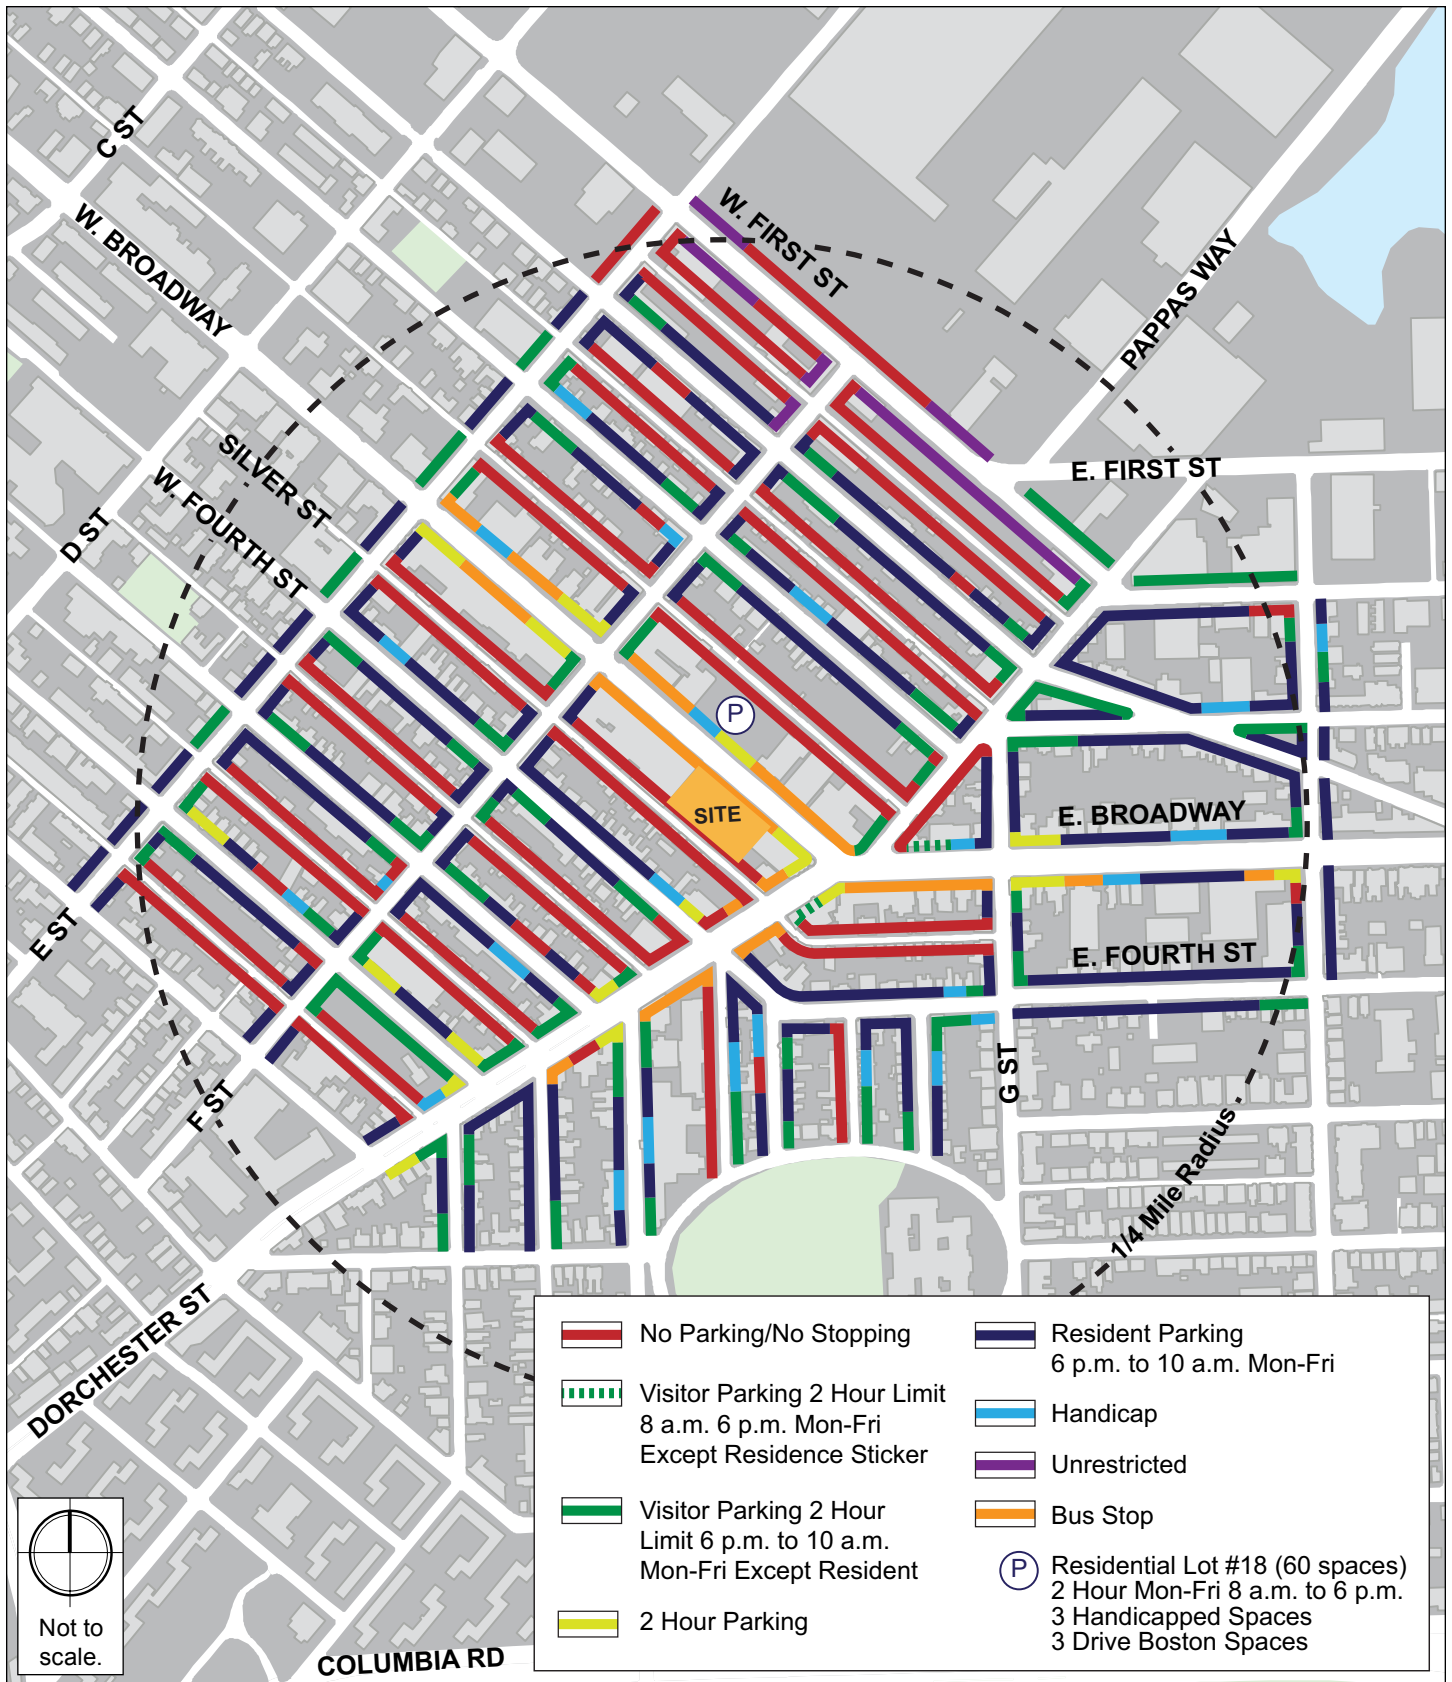 C ST
W. BROADWAY
W. FIRST ST
PAPPAS WAY
E. FIRST ST
SILVER ST
W. FOURTH ST
D ST
P
SITE
E. BROADWAY
E. FOURTH ST
E ST
F ST
G ST
1/4 Mile Radius
DORCHESTER ST
COLUMBIA RD
Not to
scale.
No Parking/No Stopping
Visitor Parking 2 Hour Limit
8 a.m. 6 p.m. Mon-Fri
Except Residence Sticker
Visitor Parking 2 Hour
Limit 6 p.m. to 10 a.m.
Mon-Fri Except Resident
2 Hour Parking
Resident Parking
6 p.m. to 10 a.m. Mon-Fri
Handicap
Unrestricted
Bus Stop
P
Residential Lot #18 (60 spaces)
2 Hour Mon-Fri 8 a.m. to 6 p.m.
3 Handicapped Spaces
3 Drive Boston Spaces